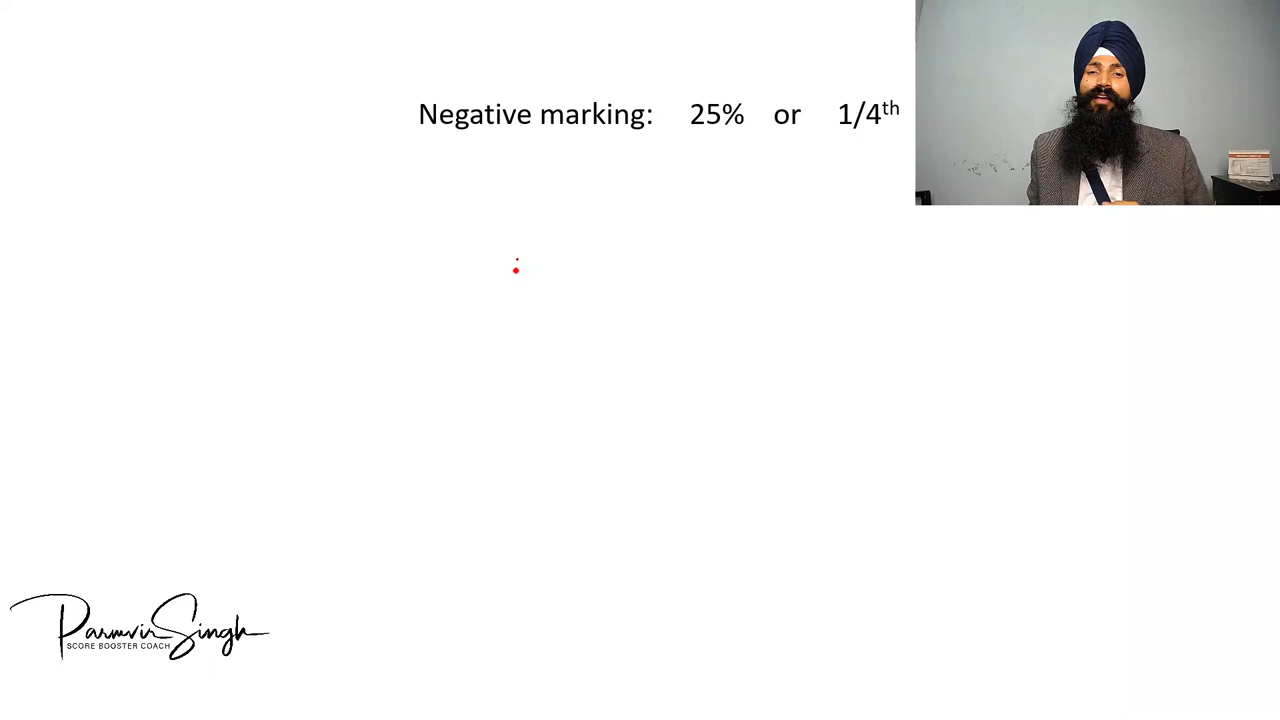 Negative marking: 25% or 1/4th
Parmvir Singh
SCORE BOOSTER COACH